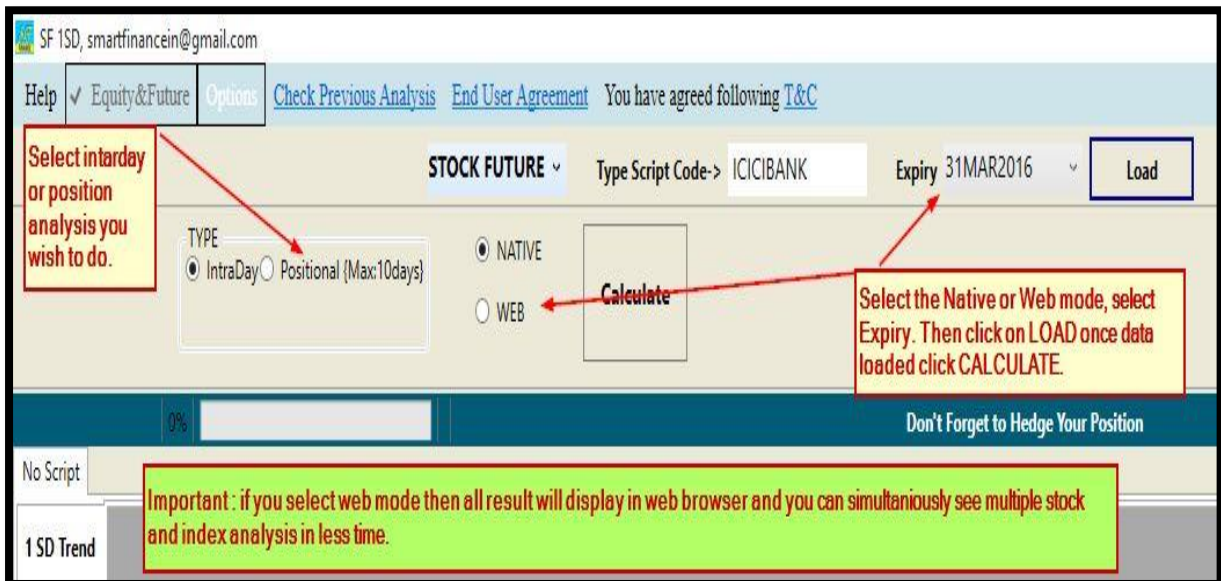 SF 1SD, smartfinancein@gmail.com
Help ✓ Equity&Future Options Check Previous Analysis End User Agreement You have agreed following T&C
Select intarday
or position
analysis you
wish to do.
STOCK FUTURE Type Script Code-> ICICIBANK Expiry 31MAR2016 Load
TYPE
IntraDay Positional {Max:10days}
NATIVE
WEB
Calculate
Select the Native or Web mode, select
Expiry. Then click on LOAD once data
loaded click CALCULATE.
0% Don't Forget to Hedge Your Position
No Script
Important : if you select web mode then all result will display in web browser and you can simultaniously see multiple stock
and index analysis in less time.
1 SD Trend